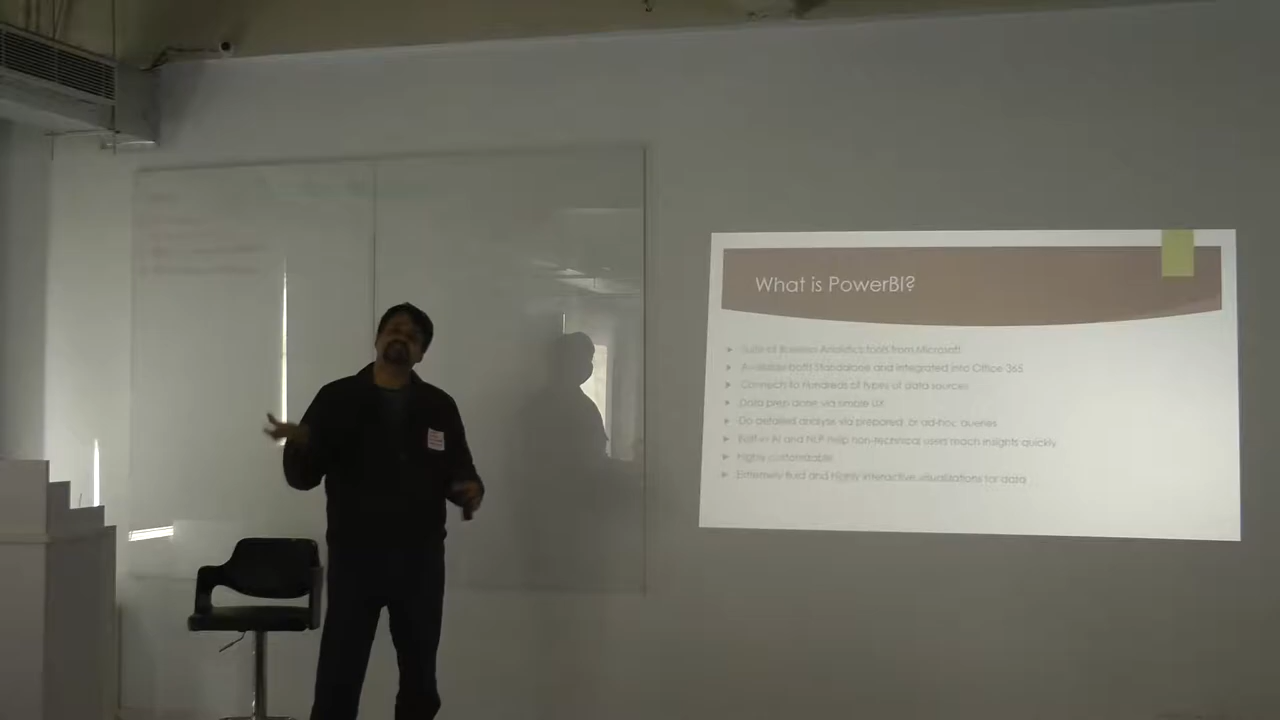 What is PowerBI?
Suite of Business Analytics tools from Microsoft
Available both Standalone and Integrated into Office 365
Connects to hundreds of types of data sources
Data prep done via simple UX
Do detailed analysis via prepared or ad-hoc queries
Built-in AI and NLP help non-technical users reach insights quickly
Highly customizable
Extremely fluid and Highly interactive visualizations for data